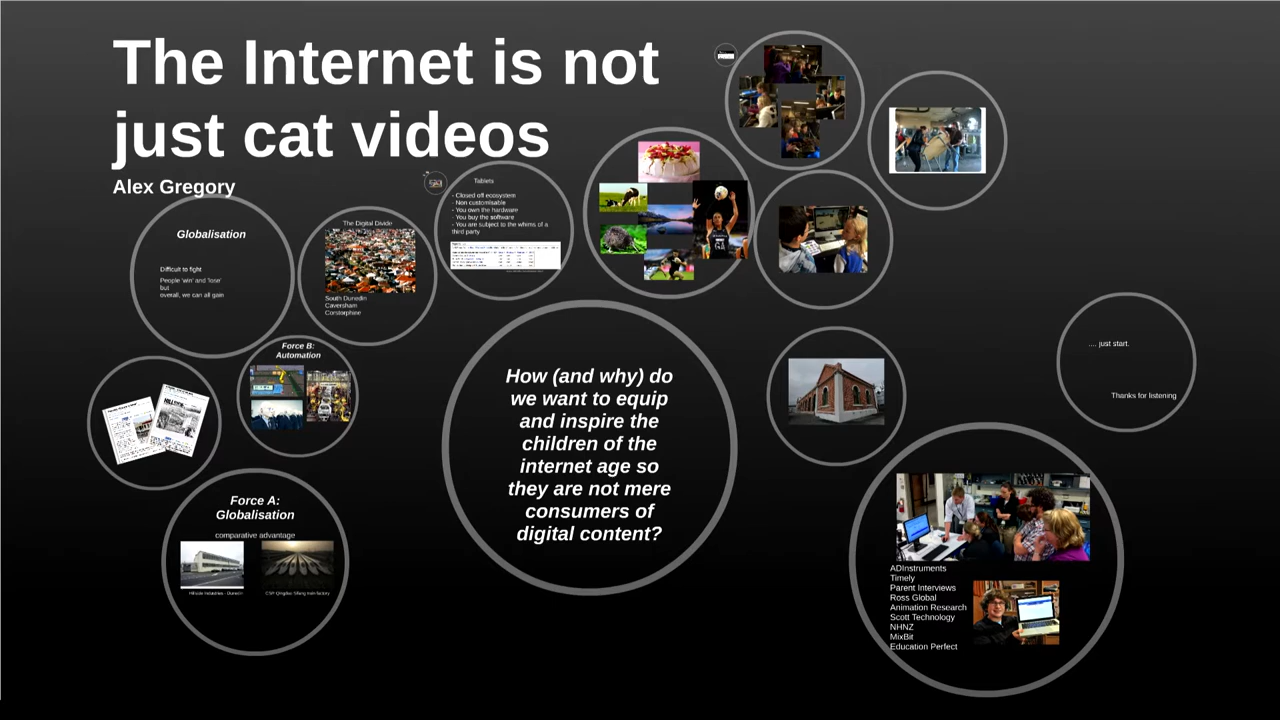 The Internet is not
just cat videos
Alex Gregory
Globalisation
Difficult to fight
People 'win' and 'lose'
but
overall, we can all gain
The Digital Divide
South Dunedin
Caversham
Corstorphine
Tablets
- Closed off ecosystem
- Non customisable
- You own the hardware
- You buy the software
- You are subject to the whims of a
third party
GA
Force B:
Automation
HILLSIDE
Force A:
Globalisation
comparative advantage
Hillside Industries - Dunedin
How (and why) do
we want to equip
and inspire the
children of the
internet age so
they are not mere
consumers of
digital content?
.... just start.
Thanks for listening
ADInstruments
Timely
Parent Interviews
Ross Global
Animation Research
Scott Technology
NHNZ
MixBit
Education Perfect